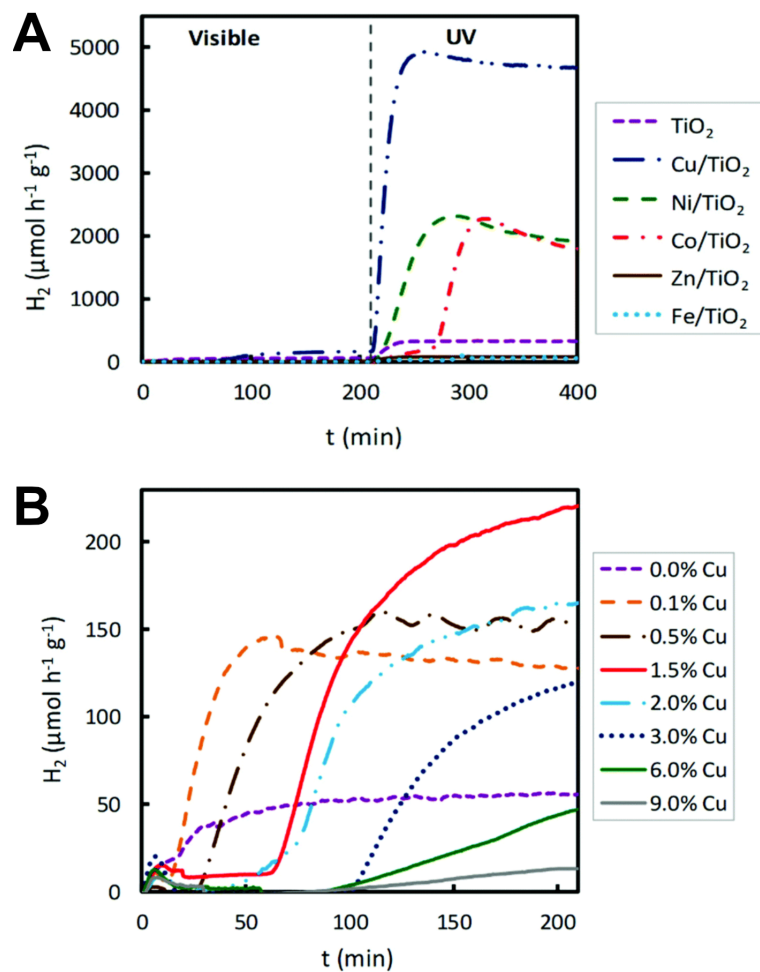 A
Visible
UV
5000
4000
3000
2000
1000
0
H₂ (µmol h⁻¹ g⁻¹)
0
100
200
300
400
t (min)
TiO₂
Cu/TiO₂
Ni/TiO₂
Co/TiO₂
Zn/TiO₂
Fe/TiO₂
B
200
150
100
50
0
H₂ (µmol h⁻¹ g⁻¹)
0
50
100
150
200
t (min)
0.0% Cu
0.1% Cu
0.5% Cu
1.5% Cu
2.0% Cu
3.0% Cu
6.0% Cu
9.0% Cu